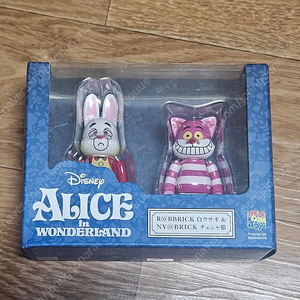 Disney
ALICE
in
WONDERLAND
R@BBRICK 白ウサギ &
NY@BRICK チェシャ猫